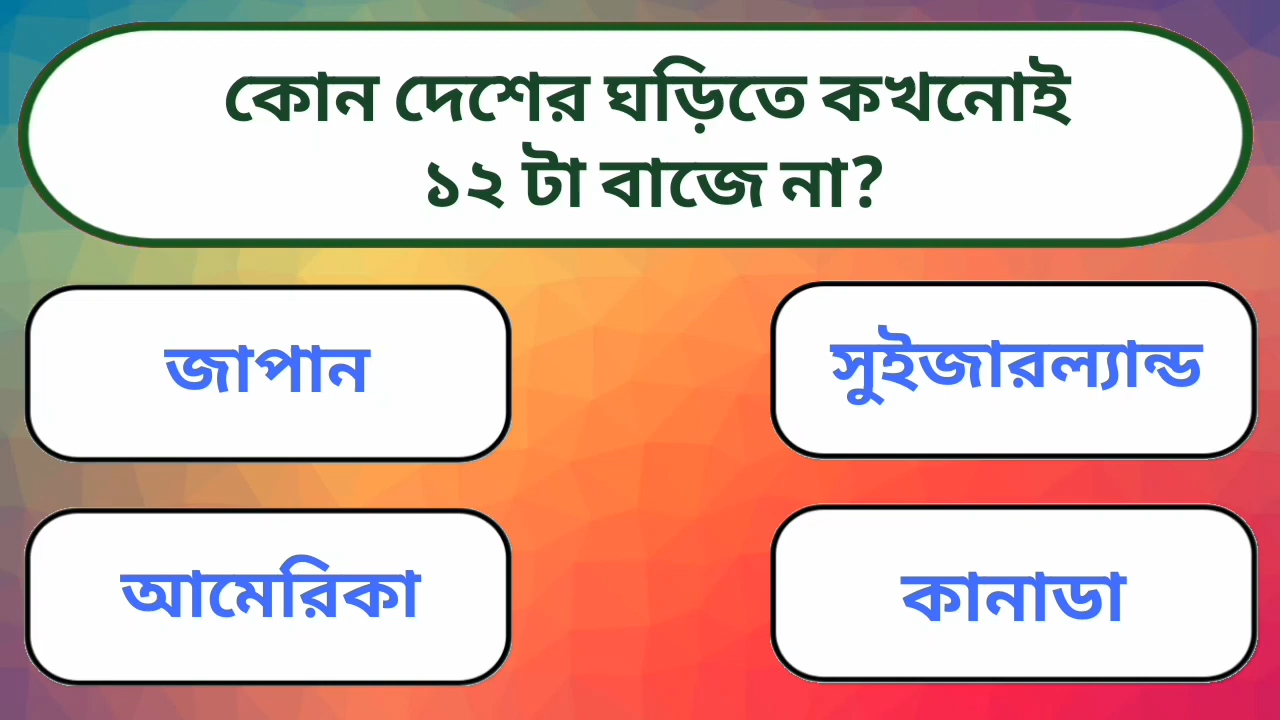 কোন দেশের ঘড়িতে কখনোই
১২ টা বাজে না?
জাপান
সুইজারল্যান্ড
আমেরিকা
কানাডা